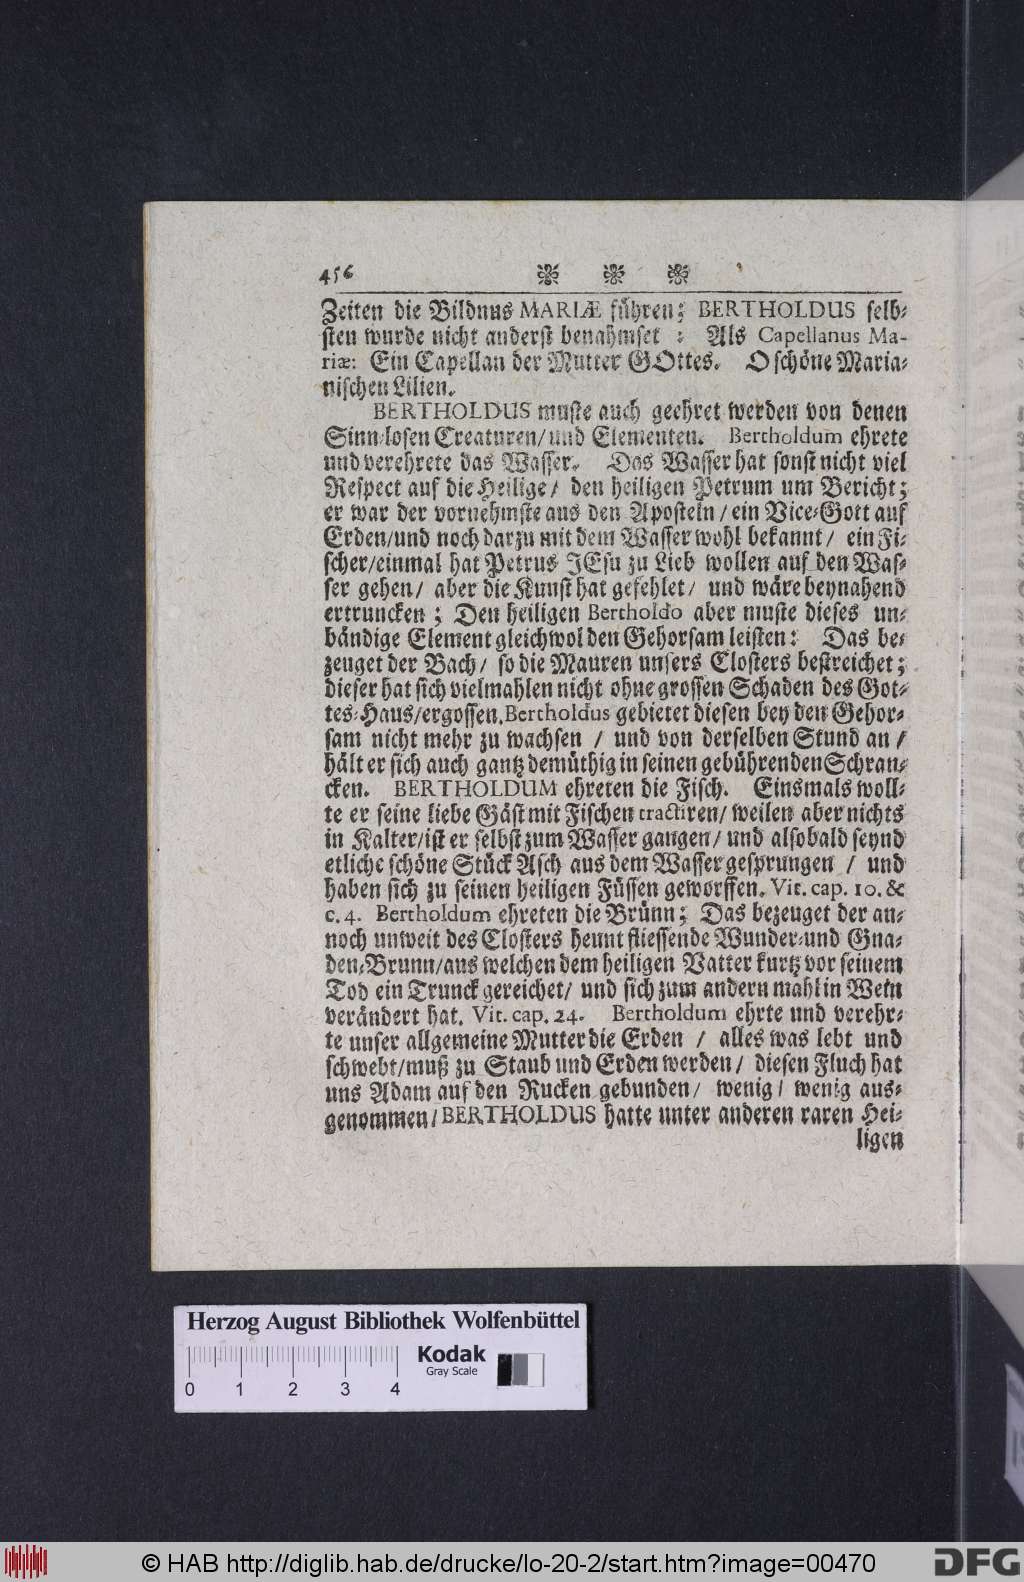 456
Zeiten die Bildnus MARIÆ führen; BERTHOLDUS selb-
sten wurde nicht anderst benahmset : Als Capellanus Ma-
riæ: Ein Capellan der Mutter GOttes. O schöne Maria-
nischen Lilien.
BERTHOLDUS muste auch geehret werden von denen
Sinn-losen Creaturen/und Elementen. Bertholdum ehrete
und verehrete das Wasser. Das Wasser hat sonst nicht viel
Respect auf die Heilige/ den heiligen Petrum um Bericht;
er war der vornehmste aus den Aposteln/ein Vice-Gott auf
Erden/und noch darzu mit dem Wasser wohl bekannt/ ein Fi-
scher/einmal hat Petrus JEsu zu Lieb wollen auf den Was-
ser gehen/ aber die Kunst hat gefehlet/ und wäre beynahend
ertruncken ; Den heiligen Bertholdo aber muste dieses un-
bändige Element gleichwol den Gehorsam leisten: Das be-
zeuget der Bach/ so die Mauren unsers Closters bestreichet;
dieser hat sich vielmahlen nicht ohne grossen Schaden des Got-
tes-Haus/ergossen. Bertholdus gebietet diesen bey den Gehor-
sam nicht mehr zu wachsen / und von derselben Stund an /
hält er sich auch gantz demüthig in seinen gebührenden Schran-
cken. BERTHOLDUM ehreten die Fisch. Einsmals woll-
te er seine liebe Gäst mit Fischen tractiren/ weilen aber nichts
in Kalter/ist er selbst zum Wasser gangen/ und alsobald seynd
etliche schöne Stück Asch aus dem Wasser gesprungen / und
haben sich zu seinen heiligen Füssen geworffen. Vit. cap. 10. &
c. 4. Bertholdum ehreten die Brünn; Das bezeuget der an-
noch unweit des Closters heunt fliessende Wunder-und Gna-
den-Brunn/aus welchen dem heiligen Vatter kurtz vor seinem
Tod ein Trunck gereichet/ und sich zum andern mahl in Wein
verändert hat. Vit. cap. 24. Bertholdum ehrte und verehr-
te unser allgemeine Mutter die Erden / alles was lebt und
schwebt/muß zu Staub und Erden werden/ diesen Fluch hat
uns Adam auf den Rucken gebunden/ wenig/ wenig aus-
genommen/BERTHOLDUS hatte unter anderen raren Hei-
ligen
Herzog August Bibliothek Wolfenbüttel
Kodak
Gray Scale
0 1 2 3 4
© HAB http://diglib.hab.de/drucke/lo-20-2/start.htm?image=00470
DFG